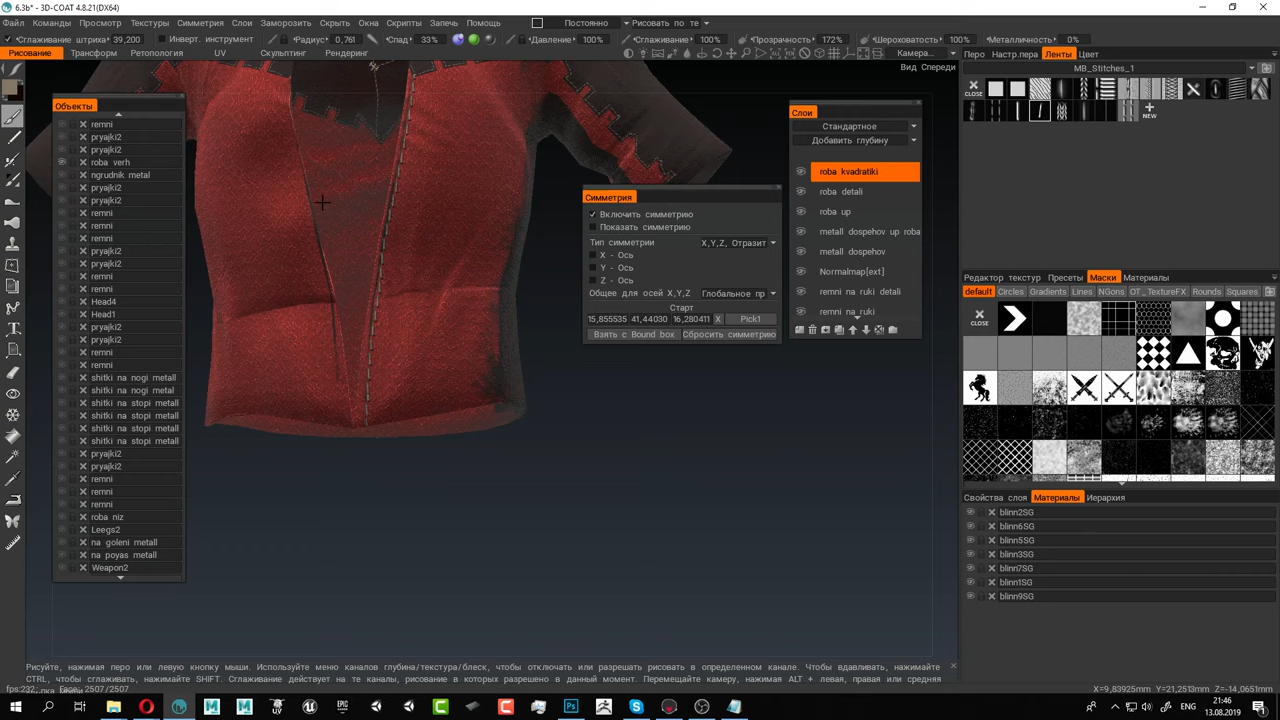 6.3b* - 3D-COAT 4.8.21(DX64)
Файл Команды Просмотр Текстуры Симметрия Слои Заморозить Скрыть Окна Скрипты Запечь Помощь Постоянно Рисовать по те
Сглаживание штриха 39,200 Инверт. инструмент Радиус 0,761 Спад 33% Давление 100% Сглаживание 100% Прозрачность 172% Шероховатость 100% Металличность 0%
Рисование Трансформ Ретопология UV Скульптинг Рендеринг Камера... Перо Настр.пера Ленты Цвет
Вид Спереди
MB_Stitches_1
CLOSE
NEW
Объекты
remni
pryajki2
pryajki2
roba verh
ngrudnik metal
pryajki2
pryajki2
remni
remni
remni
pryajki2
pryajki2
remni
remni
Head4
Head1
pryajki2
pryajki2
remni
remni
shitki na nogi metall
shitki na nogi metal
shitki na stopi metall
shitki na stopi metall
shitki na stopi metall
shitki na stopi metall
pryajki2
pryajki2
remni
remni
remni
roba niz
Leegs2
na goleni metall
na poyas metall
Weapon2
Симметрия
Включить симметрию
Показать симметрию
Тип симметрии X,Y,Z, Отразит
X - Ось
Y - Ось
Z - Ось
Общее для осей X,Y,Z Глобальное пр
Старт
15,855535 41,44030 16,280411 X Pick1
Взять с Bound box Сбросить симметрию
Слои
Стандартное
Добавить глубину
roba kvadratiki
roba detali
roba up
metall dospehov up roba
metall dospehov
Normalmap[ext]
remni na ruki detali
remni na ruki
Редактор текстур Пресеты Маски Материалы
default Circles Gradients Lines NGons OT_TextureFX Rounds Squares
CLOSE
Свойства слоя Материалы Иерархия
blinn2SG
blinn6SG
blinn5SG
blinn3SG
blinn7SG
blinn1SG
blinn9SG
Рисуйте, нажимая перо или левую кнопку мыши. Используйте меню каналов глубина/текстура/блеск, чтобы отключить или разрешать рисовать в определенном канале. Чтобы вдавливать, нажимайте
CTRL, чтобы сглаживать, нажимайте SHIFT. Сглаживание действует на те каналы, рисование в которых разрешено в данный момент. Перемещайте камеру, нажимая ALT + левая, правая или средняя
fps:232; Faces: 2507/2507 X=9,83925mm Y=21,2513mm Z=-14,0651mm
ENG 21:46
13.08.2019